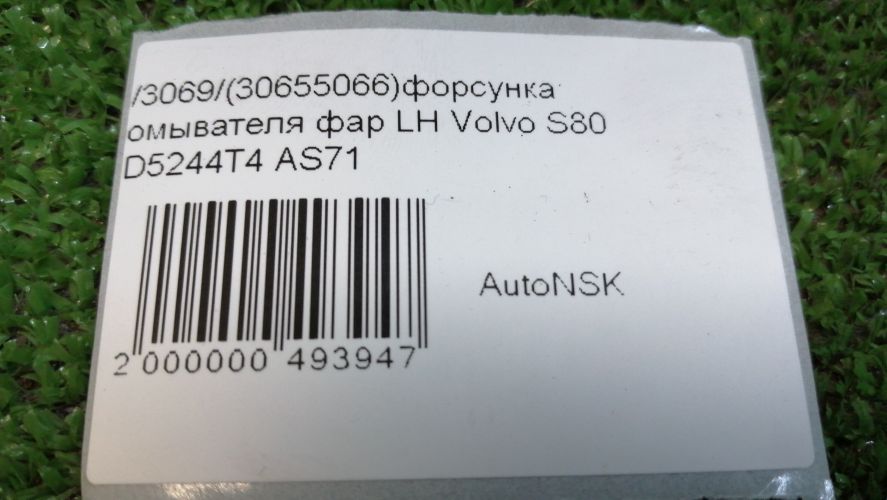 /3069/(30655066)форсунка
омывателя фар LH Volvo S80
D5244T4 AS71
AutoNSK
2 000000 493947